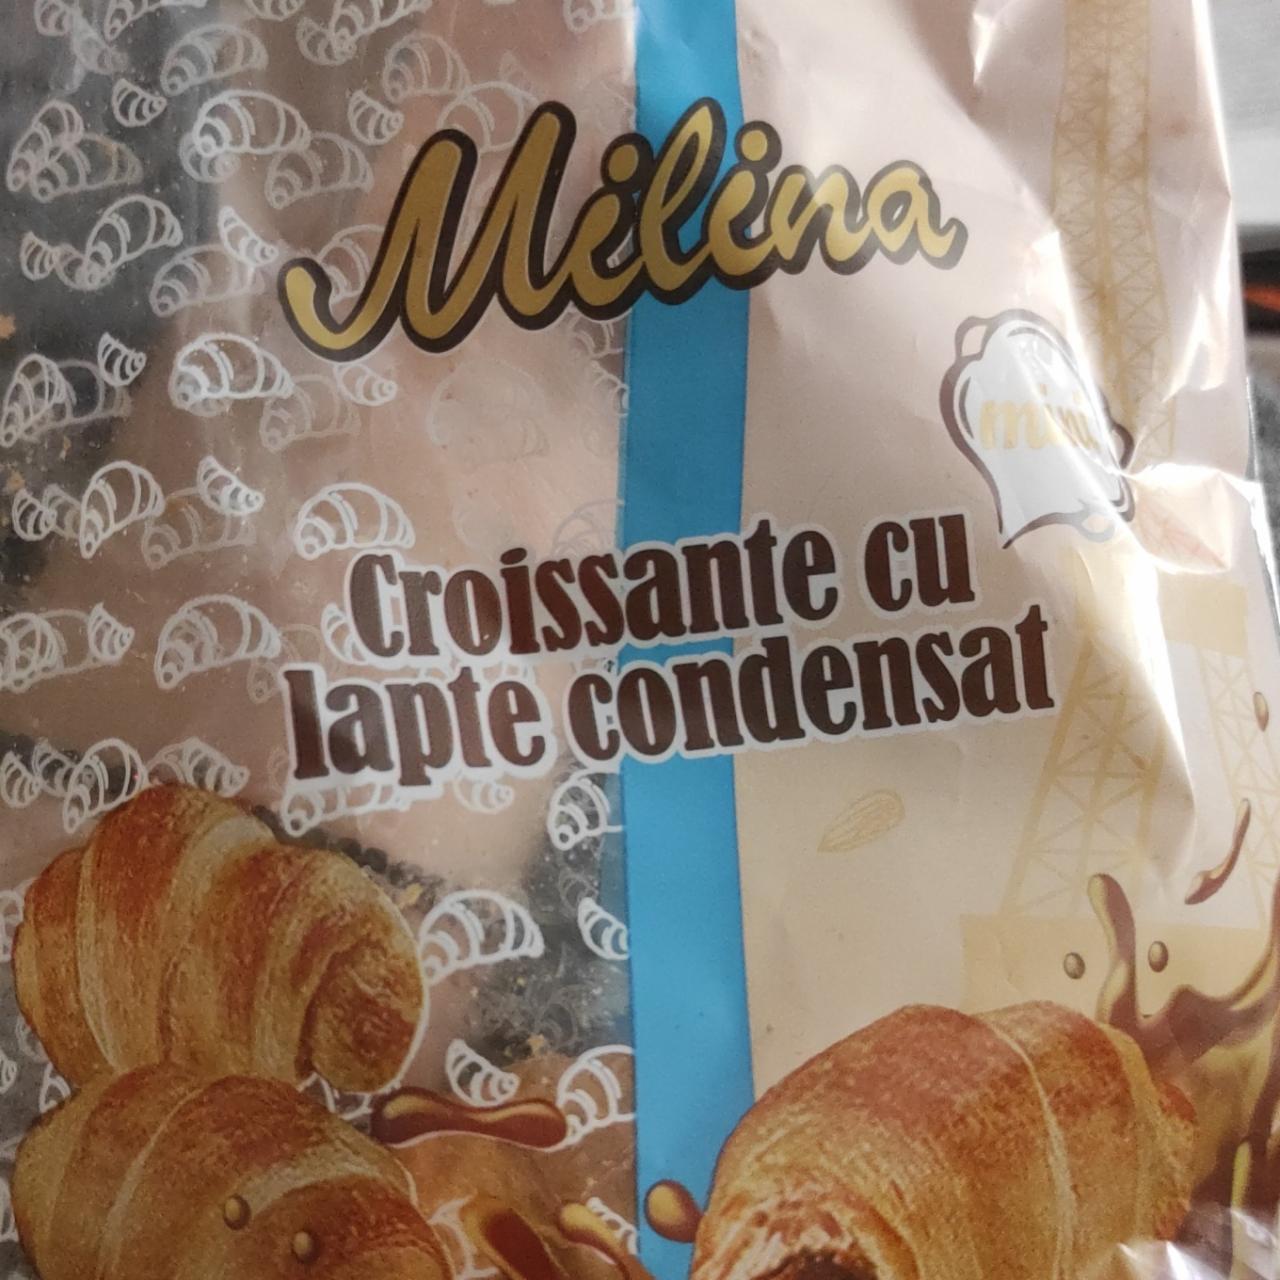 Milina
mini
Croissante cu
lapte condensat